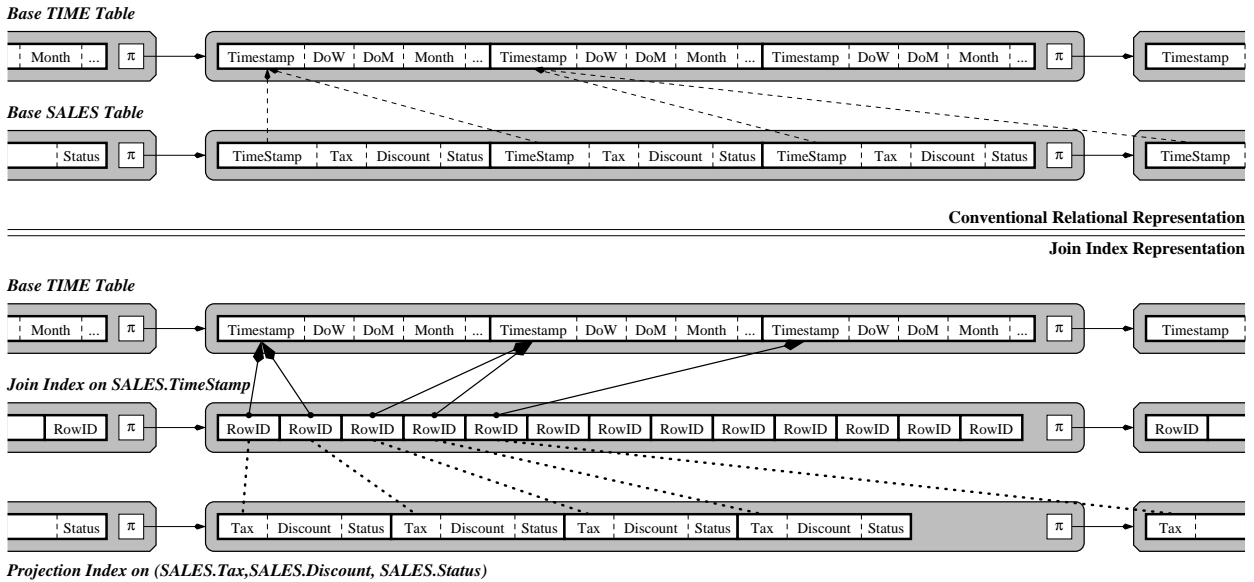 Base TIME Table
Month ... π Timestamp DoW DoM Month ... Timestamp DoW DoM Month ... Timestamp DoW DoM Month ... π Timestamp
Base SALES Table
Status π TimeStamp Tax Discount Status TimeStamp Tax Discount Status TimeStamp Tax Discount Status π TimeStamp
Conventional Relational Representation
Join Index Representation
Base TIME Table
Month ... π Timestamp DoW DoM Month ... Timestamp DoW DoM Month ... Timestamp DoW DoM Month ... π Timestamp
Join Index on SALES.TimeStamp
RowID π RowID RowID RowID RowID RowID RowID RowID RowID RowID RowID RowID RowID RowID π RowID
Status π Tax Discount Status Tax Discount Status Tax Discount Status Tax Discount Status π Tax
Projection Index on (SALES.Tax,SALES.Discount, SALES.Status)